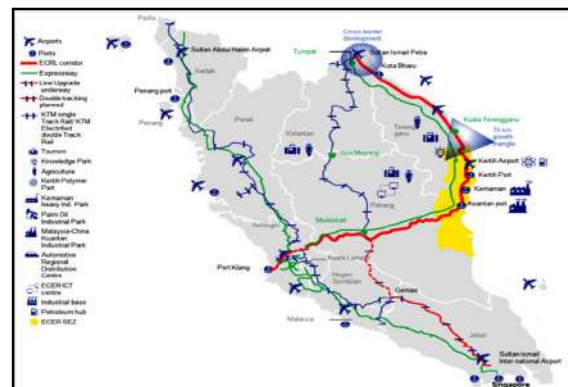 Airports
Ports
ECRL corridor
Expressway
Line Upgrade
underway
Double tracking
planned
KTM single
Track Rail/ KTM
Electrified
double Track
Rail
Tourism
Knowledge Park
Agriculture
Kertih Polymer
Port
Kemaman
heavy Ind. Park
Palm Oil
Industrial Park
Malaysia-China
Kuantan
Industrial Park
Automotive
Regional
Distribution
Centre
ECER ICT
centre
Industrial base
Petroleum hub
ECER-SEZ
Perlis
Sultan Abdul Halim Airport
Kedah
Penang port
Penang
Perak
Cross-border
Development
Tumpat
Sultan Ismail Petra
Kota Bharu
Kelantan
Gua Musang
Kuala Terengganu
70 km
growth
triangle
Kertih Airport
Kertih Port
Kemaman
Kuantan port
Pahang
Mentakab
Selangor
Kuala Lumpur
Port Klang
Negeri
Sembilan
Malacca
Gemas
Johor
Sultan Ismail
International Airport
Singapore